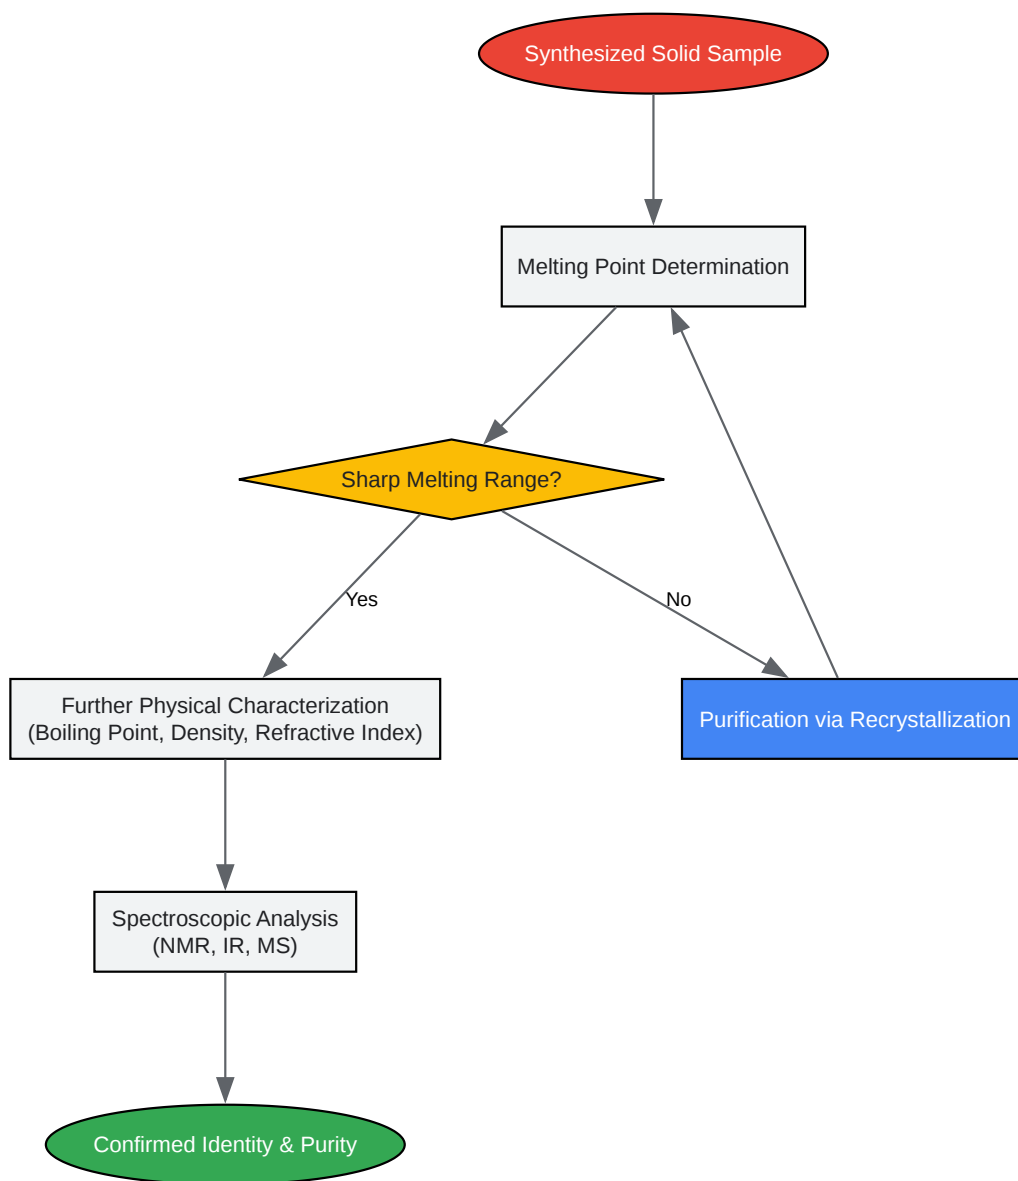 Synthesized Solid Sample
Melting Point Determination
Sharp Melting Range?
Yes
No
Further Physical Characterization
(Boiling Point, Density, Refractive Index)
Purification via Recrystallization
Spectroscopic Analysis
(NMR, IR, MS)
Confirmed Identity & Purity